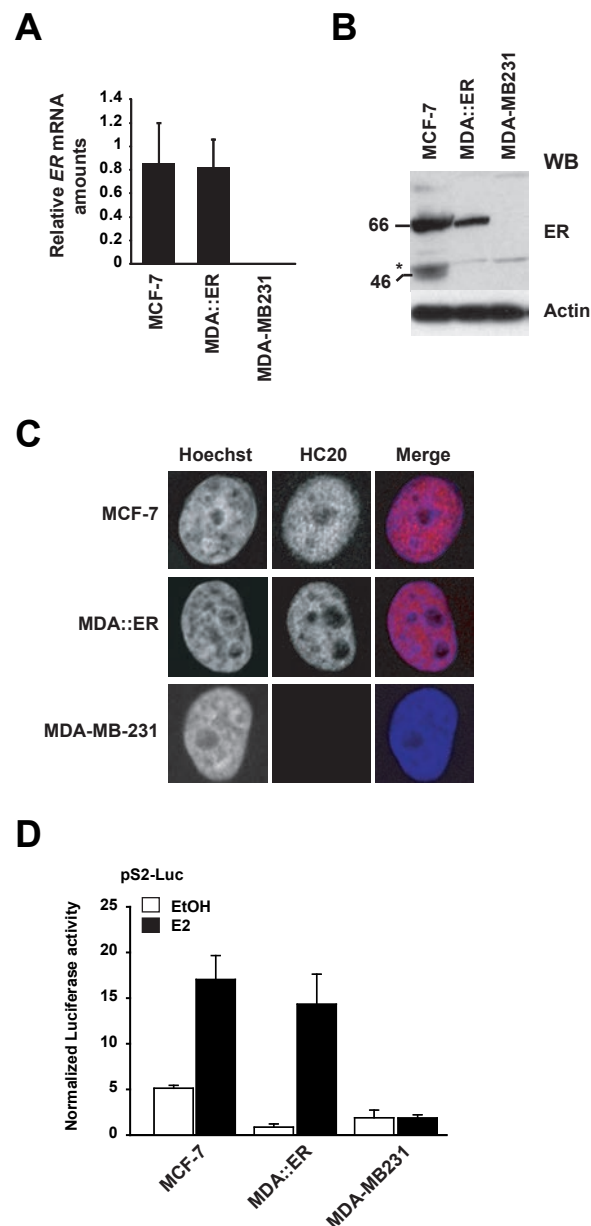 A
Relative ER mRNA
amounts
1.4
1.2
1
0.8
0.6
0.4
0.2
0
MCF-7
MDA::ER
MDA-MB231
B
MCF-7
MDA::ER
MDA-MB231
WB
66
ER
*
46
Actin
C
Hoechst
HC20
Merge
MCF-7
MDA::ER
MDA-MB-231
D
pS2-Luc
EtOH
E2
Normalized Luciferase activity
25
20
15
10
5
0
MCF-7
MDA::ER
MDA-MB231